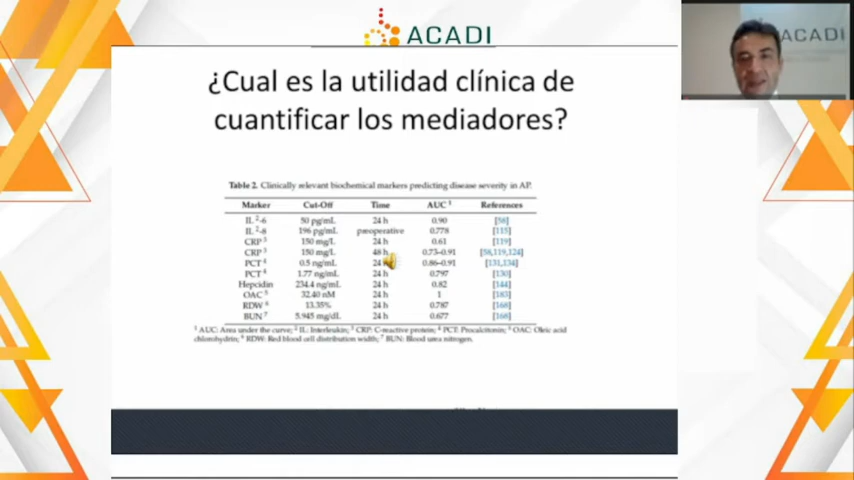 ACADI
ACADI
¿Cual es la utilidad clínica de
cuantificar los mediadores?
Table 2. Clinically relevant biochemical markers predicting disease severity in AP.
Marker Cut-Off Time AUC 1 References
IL 2-6 50 pg/mL 24 h 0.90 [58]
IL 2-8 196 pg/mL preoperative 0.778 [115]
CRP 3 150 mg/L 24 h 0.61 [119]
CRP 3 150 mg/L 48 h 0.73–0.91 [58,119,124]
PCT 4 0.5 ng/mL 24 0.86–0.91 [131,134]
PCT 4 1.77 ng/mL 24 h 0.797 [130]
Hepcidin 234.4 ng/mL 24 h 0.82 [144]
OAC 5 32.40 nM 24 h 1 [183]
RDW 6 13.35% 24 h 0.787 [168]
BUN 7 5.945 mg/dL 24 h 0.677 [168]
1 AUC: Area under the curve; 2 IL: Interleukin; 3 CRP: C-reactive protein; 4 PCT: Procalcitonin; 5 OAC: Oleic acid
chlorohydrin; 6 RDW: Red blood cell distribution width; 7 BUN: Blood urea nitrogen.